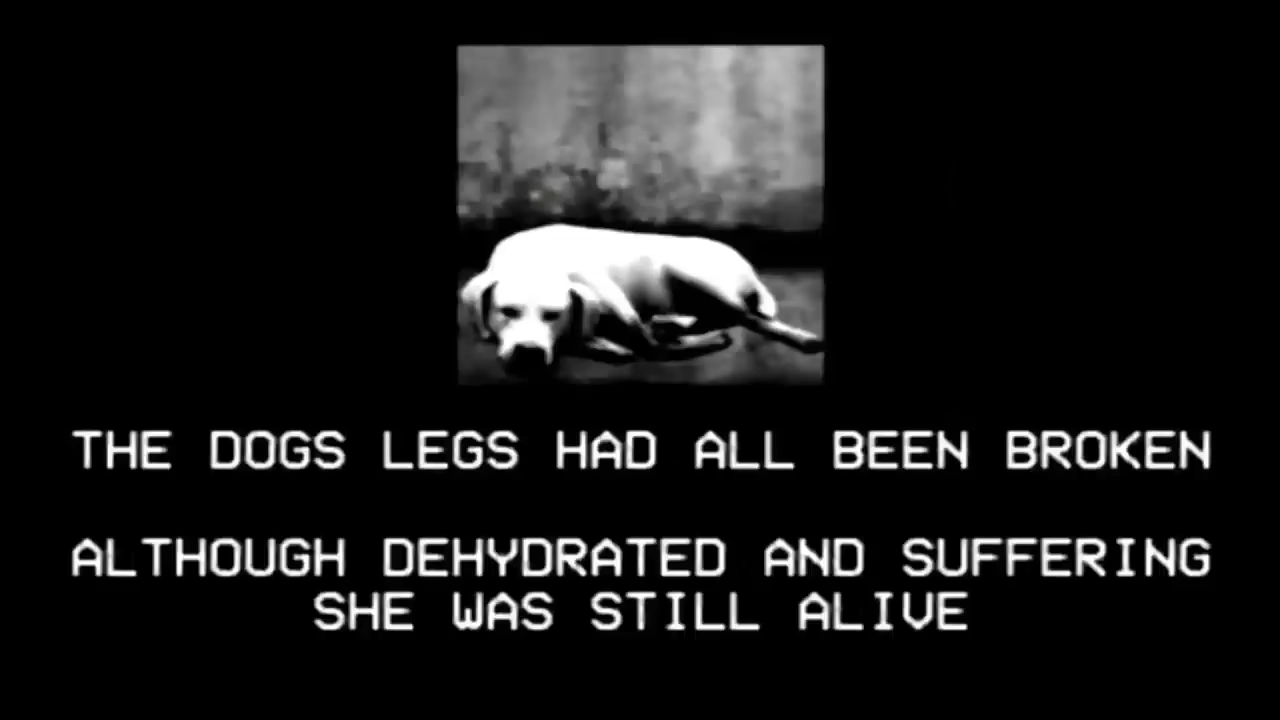 THE DOGS LEGS HAD ALL BEEN BROKEN
ALTHOUGH DEHYDRATED AND SUFFERING
SHE WAS STILL ALIVE